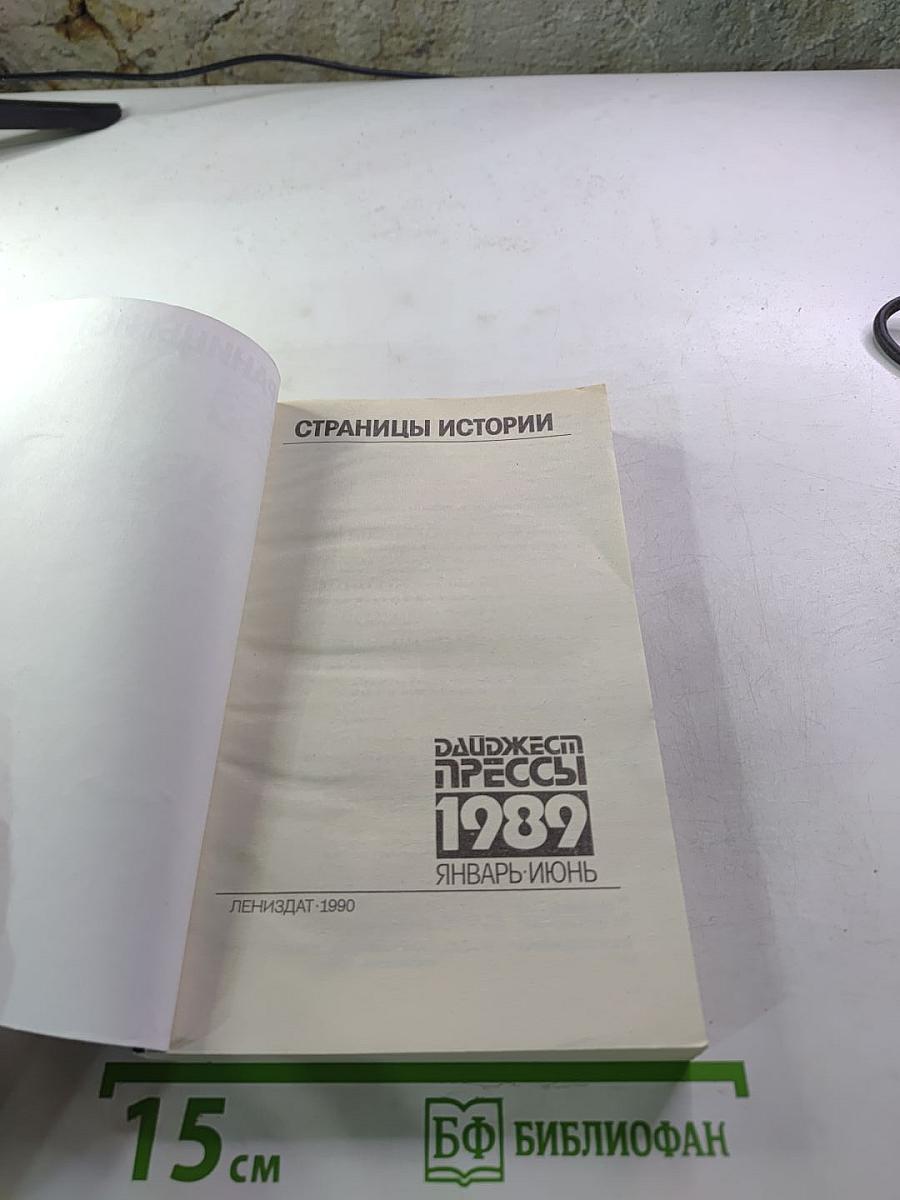 СТРАНИЦЫ ИСТОРИИ
ДАЙДЖЕСТ
ПРЕССЫ
1989
ЯНВАРЬ·ИЮНЬ
ЛЕНИЗДАТ·1990
15 см
БФ БИБЛИОФАН